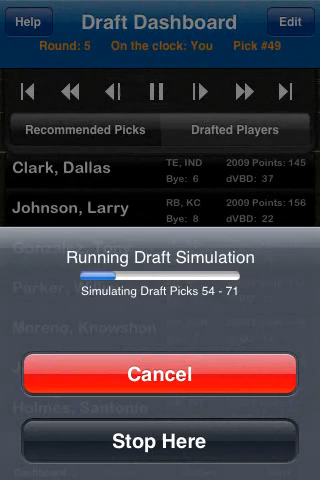 Help
Draft Dashboard
Edit
Round: 5 On the clock: You Pick #49
Recommended Picks
Drafted Players
Clark, Dallas
TE, IND
2009 Points: 145
Bye: 6
dVBD: 37
Johnson, Larry
RB, KC
2009 Points: 156
Bye: 8
dVBD: 22
Running Draft Simulation
Simulating Draft Picks 54 - 71
Moreno, Knowshon
Cancel
Holmes, Santonio
Stop Here